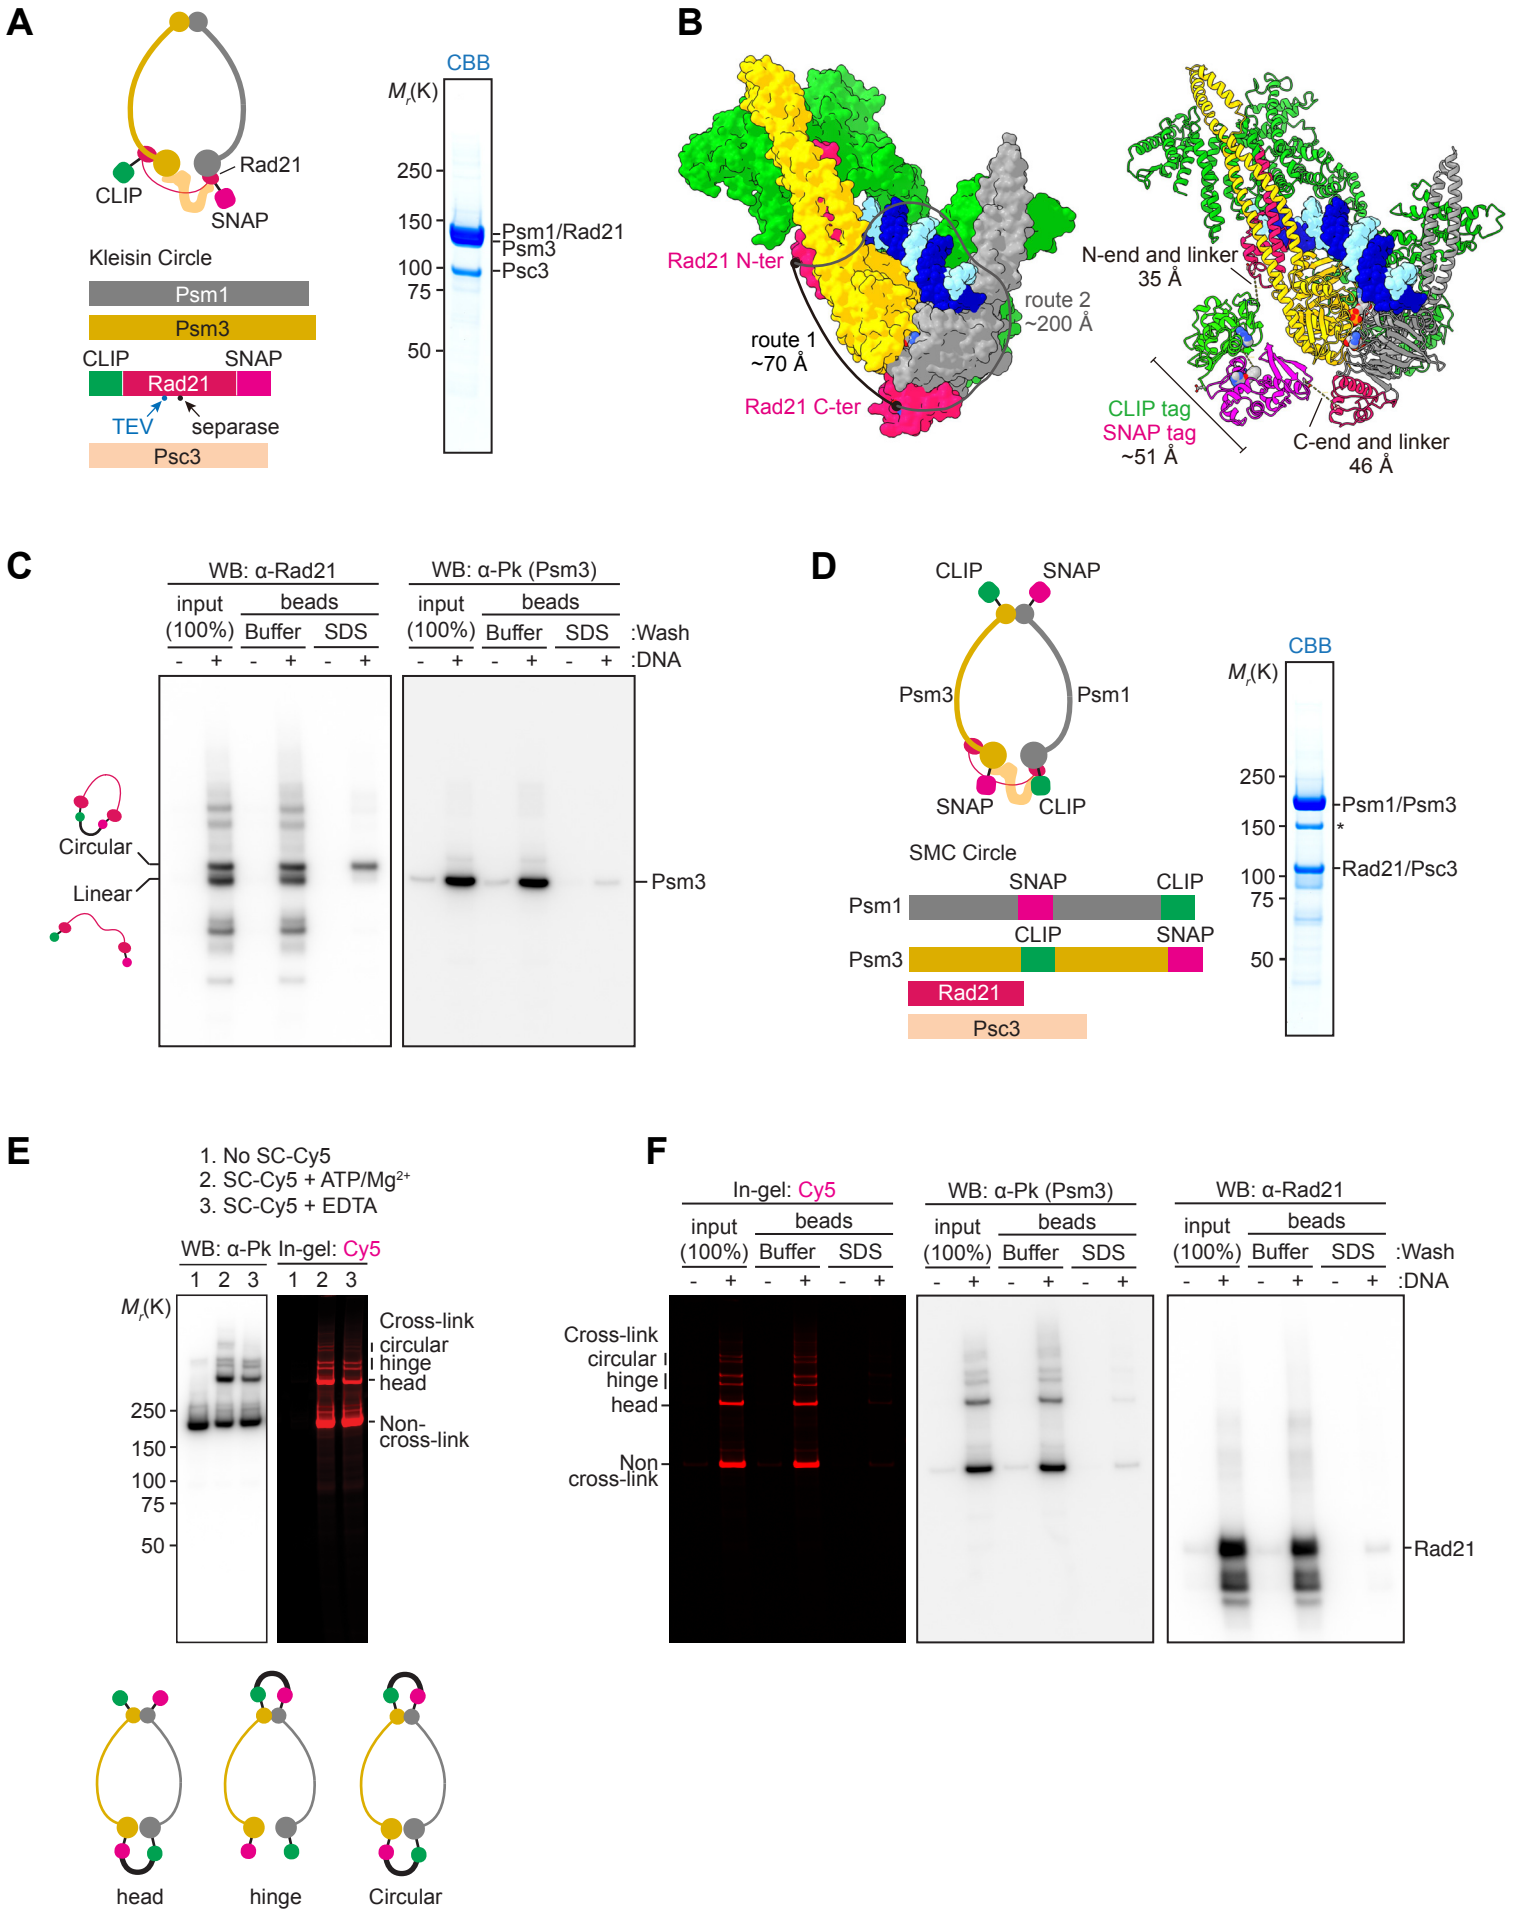 A
CLIP
Rad21
SNAP
Kleisin Circle
Psm1
Psm3
CLIP
SNAP
Rad21
TEV
separase
Psc3
CBB
Mr(K)
250
150
100
75
50
Psm1/Rad21
Psm3
Psc3
B
Rad21 N-ter
route 1
~70 Å
route 2
~200 Å
Rad21 C-ter
N-end and linker
35 Å
CLIP tag
SNAP tag
~51 Å
C-end and linker
46 Å
C
WB: α-Rad21
WB: α-Pk (Psm3)
input
(100%)
beads
Buffer
SDS
input
(100%)
beads
Buffer
SDS
:Wash
- + - + - +
- + - + - +
:DNA
Circular
Linear
Psm3
D
CLIP
SNAP
Psm3
Psm1
SNAP
CLIP
SMC Circle
SNAP
CLIP
Psm1
CLIP
SNAP
Psm3
Rad21
Psc3
CBB
Mr(K)
250
150
100
75
50
Psm1/Psm3
*
Rad21/Psc3
E
1. No SC-Cy5
2. SC-Cy5 + ATP/Mg2+
3. SC-Cy5 + EDTA
WB: α-Pk
In-gel: Cy5
1 2 3
1 2 3
Mr(K)
250
150
100
75
50
Cross-link
circular
hinge
head
Non-
cross-link
head
hinge
Circular
F
In-gel: Cy5
WB: α-Pk (Psm3)
WB: α-Rad21
input
(100%)
beads
Buffer
SDS
input
(100%)
beads
Buffer
SDS
input
(100%)
beads
Buffer
SDS
:Wash
- + - + - +
- + - + - +
- + - + - +
:DNA
Cross-link
circular
hinge
head
Non
cross-link
Rad21